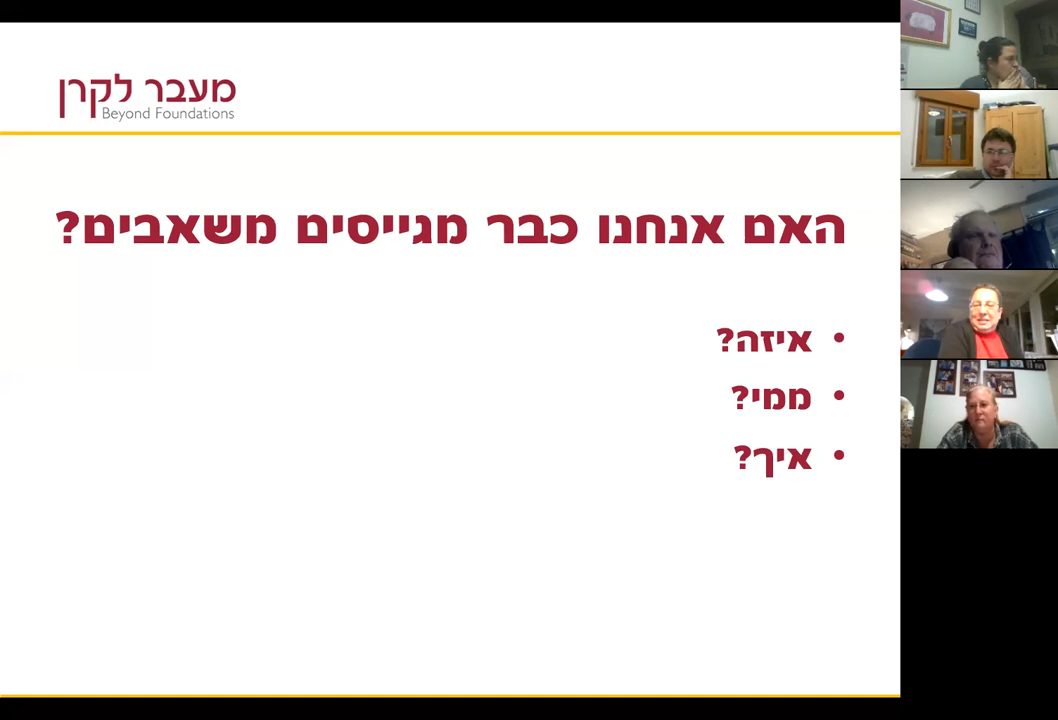 מעבר לקרן
Beyond Foundations
האם אנחנו כבר מגייסים משאבים?
• איזה?
• ממי?
• איך?